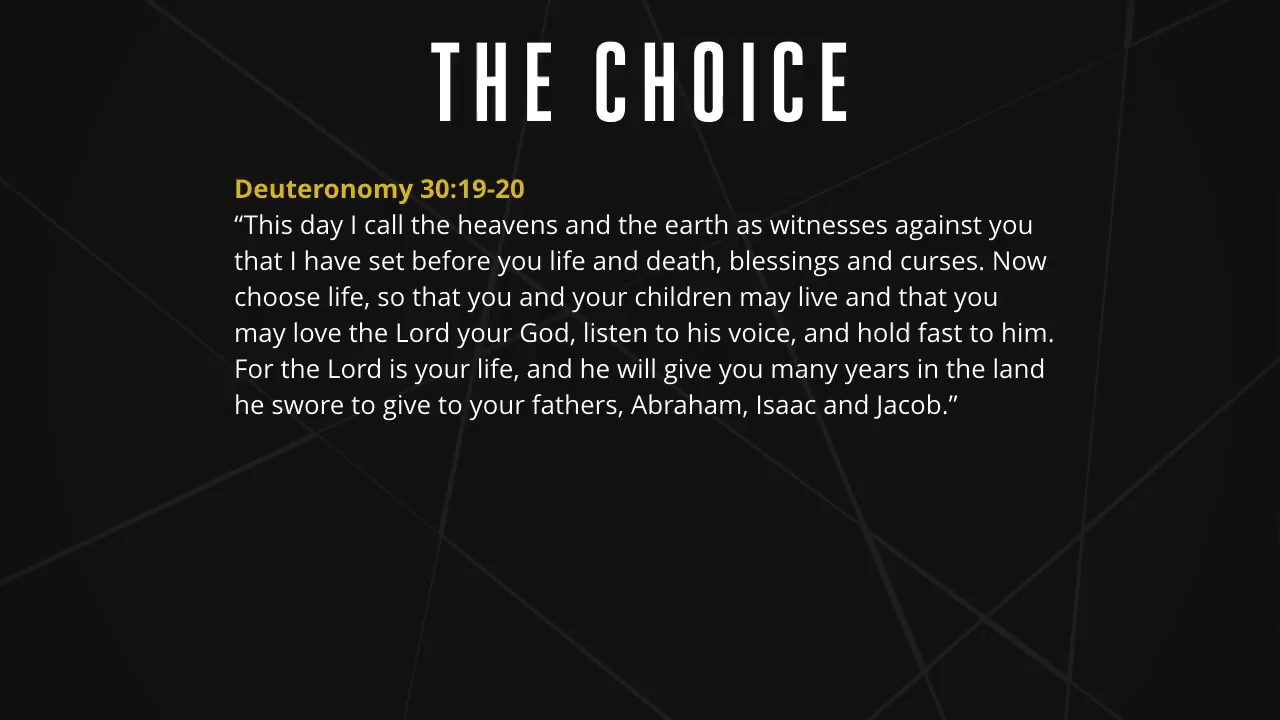 THE CHOICE
Deuteronomy 30:19-20
“This day I call the heavens and the earth as witnesses against you
that I have set before you life and death, blessings and curses. Now
choose life, so that you and your children may live and that you
may love the Lord your God, listen to his voice, and hold fast to him.
For the Lord is your life, and he will give you many years in the land
he swore to give to your fathers, Abraham, Isaac and Jacob.”